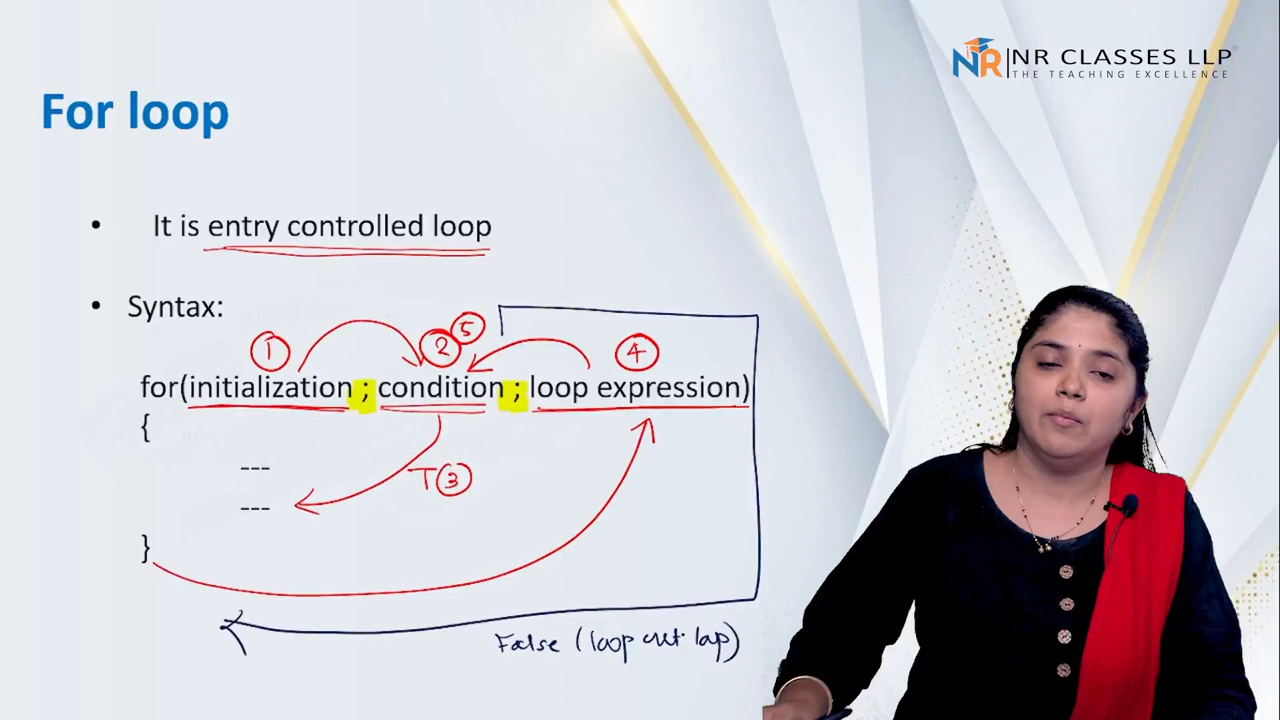 NR NR CLASSES LLP
THE TEACHING EXCELLENCE
For loop
• It is entry controlled loop
• Syntax:
① ② ⑤ ④
for(initialization ; condition ; loop expression)
{
---
T ③
---
}
False (loop out lap)